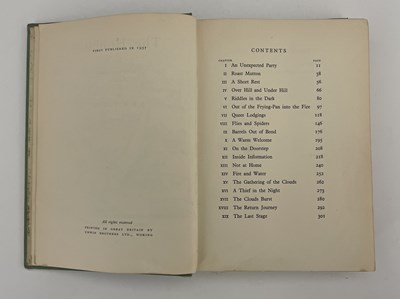 FIRST PUBLISHED IN 1937
All rights reserved
PRINTED IN GREAT BRITAIN BY
UNWIN BROTHERS LTD., WOKING
CONTENTS
CHAPTER PAGE
I An Unexpected Party 11
II Roast Mutton 38
III A Short Rest 56
IV Over Hill and Under Hill 66
V Riddles in the Dark 80
VI Out of the Frying-Pan into the Fire 97
VII Queer Lodgings 118
VIII Flies and Spiders 148
IX Barrels Out of Bond 176
X A Warm Welcome 195
XI On the Doorstep 208
XII Inside Information 218
XIII Not at Home 240
XIV Fire and Water 252
XV The Gathering of the Clouds 262
XVI A Thief in the Night 273
XVII The Clouds Burst 280
XVIII The Return Journey 292
XIX The Last Stage 301